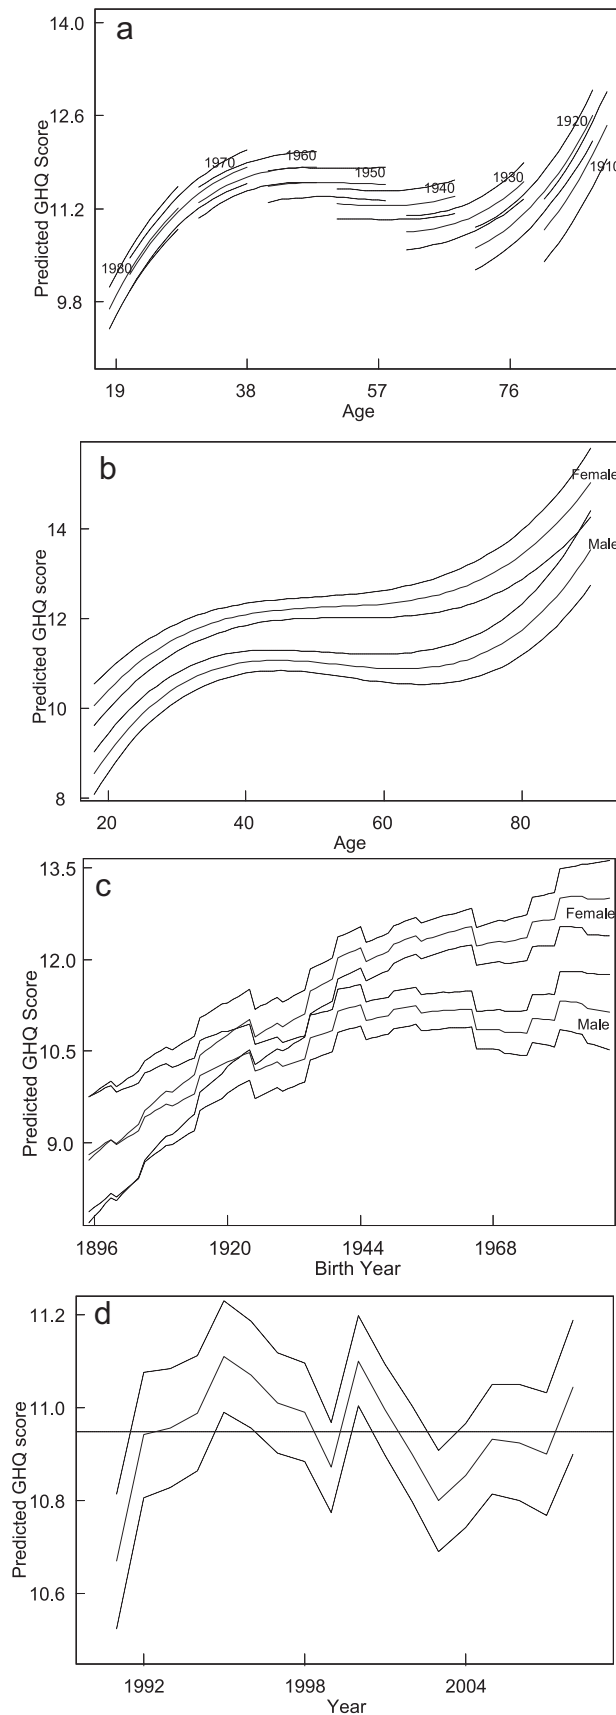 a
14.0
12.6
11.2
9.8
Predicted GHQ Score
1980
1970
1960
1950
1940
1930
1920
1910
19
38
57
76
Age
b
14
12
10
8
Predicted GHQ score
Female
Male
20
40
60
80
Age
c
13.5
12.0
10.5
9.0
Predicted GHQ Score
Female
Male
1896
1920
1944
1968
Birth Year
d
11.2
11.0
10.8
10.6
Predicted GHQ score
1992
1998
2004
Year